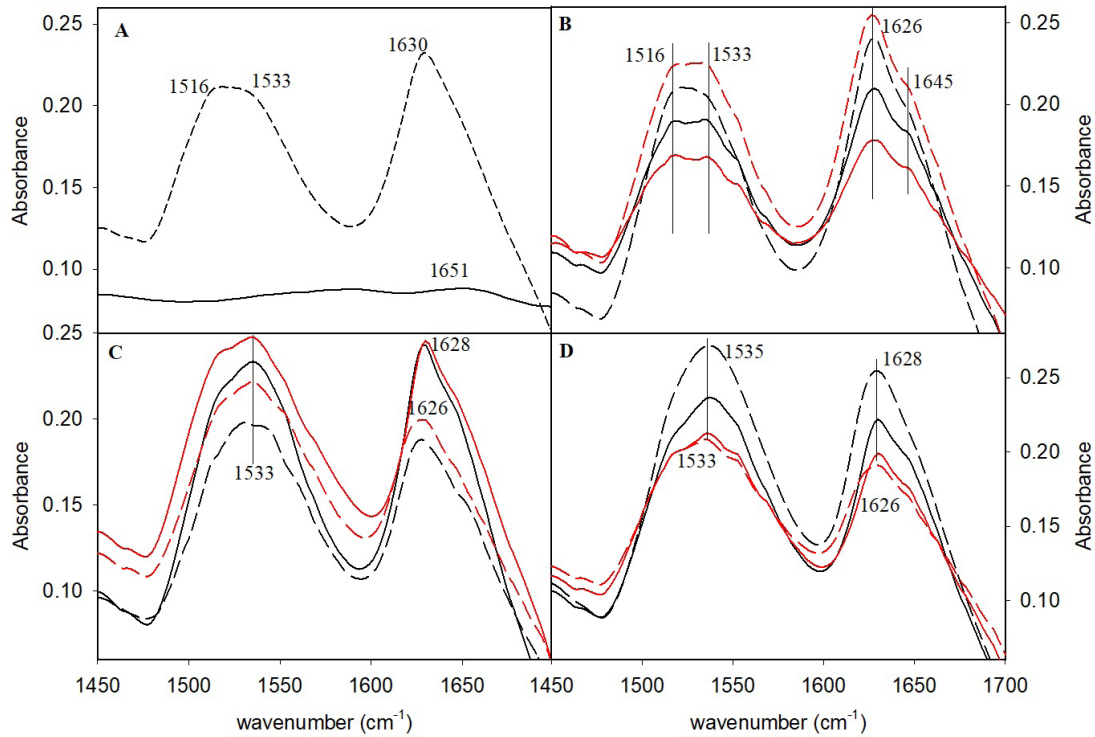 0.25 A 1630 B 1626 0.25
1516 1533 1516 1533 1645
0.20 0.20
Absorbance Absorbance
0.15 0.15
0.10 1651 0.10
0.25 C 1628 D 1535 1628 0.25
0.20 1626 0.20
1533 1533 1626
Absorbance Absorbance
0.15 0.15
0.10 0.10
1450 1500 1550 1600 1650 1450 1500 1550 1600 1650 1700
wavenumber (cm-1) wavenumber (cm-1)